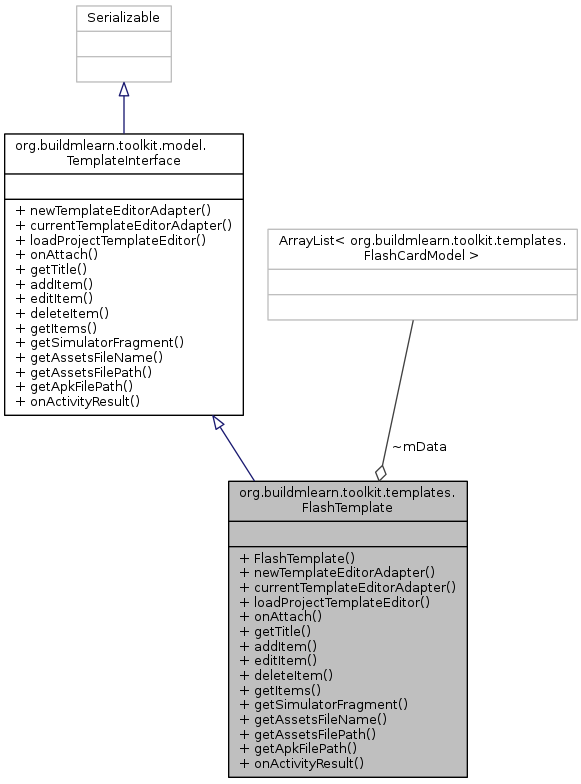 Serializable
org.buildmlearn.toolkit.model.
TemplateInterface
+ newTemplateEditorAdapter()
+ currentTemplateEditorAdapter()
+ loadProjectTemplateEditor()
+ onAttach()
+ getTitle()
+ addItem()
+ editItem()
+ deleteItem()
+ getItems()
+ getSimulatorFragment()
+ getAssetsFileName()
+ getAssetsFilePath()
+ getApkFilePath()
+ onActivityResult()
ArrayList< org.buildmlearn.toolkit.templates.
FlashCardModel >
~mData
org.buildmlearn.toolkit.templates.
FlashTemplate
+ FlashTemplate()
+ newTemplateEditorAdapter()
+ currentTemplateEditorAdapter()
+ loadProjectTemplateEditor()
+ onAttach()
+ getTitle()
+ addItem()
+ editItem()
+ deleteItem()
+ getItems()
+ getSimulatorFragment()
+ getAssetsFileName()
+ getAssetsFilePath()
+ getApkFilePath()
+ onActivityResult()